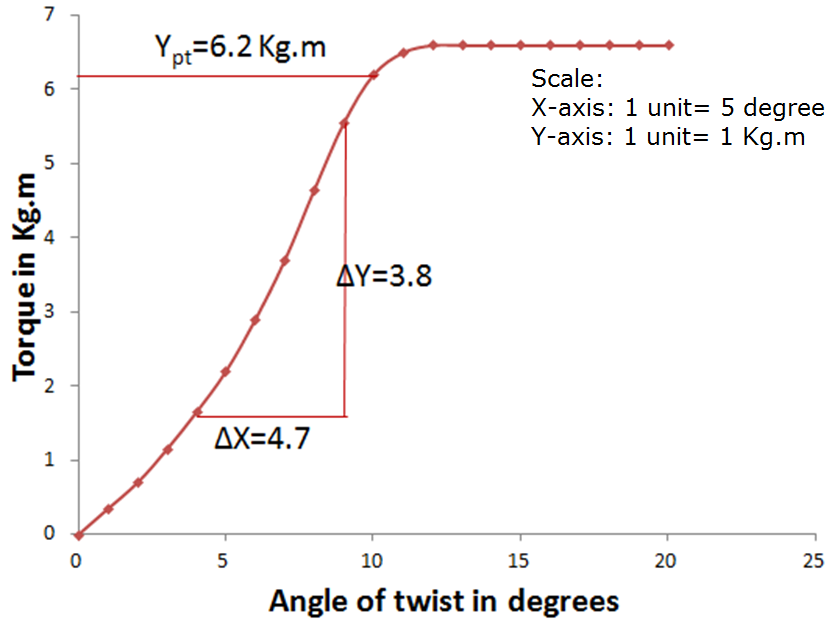 7
Ypt=6.2 Kg.m
6
Scale:
X-axis: 1 unit= 5 degree
Y-axis: 1 unit= 1 Kg.m
5
4
ΔY=3.8
3
2
ΔX=4.7
1
0
0 5 10 15 20 25
Torque in Kg.m
Angle of twist in degrees